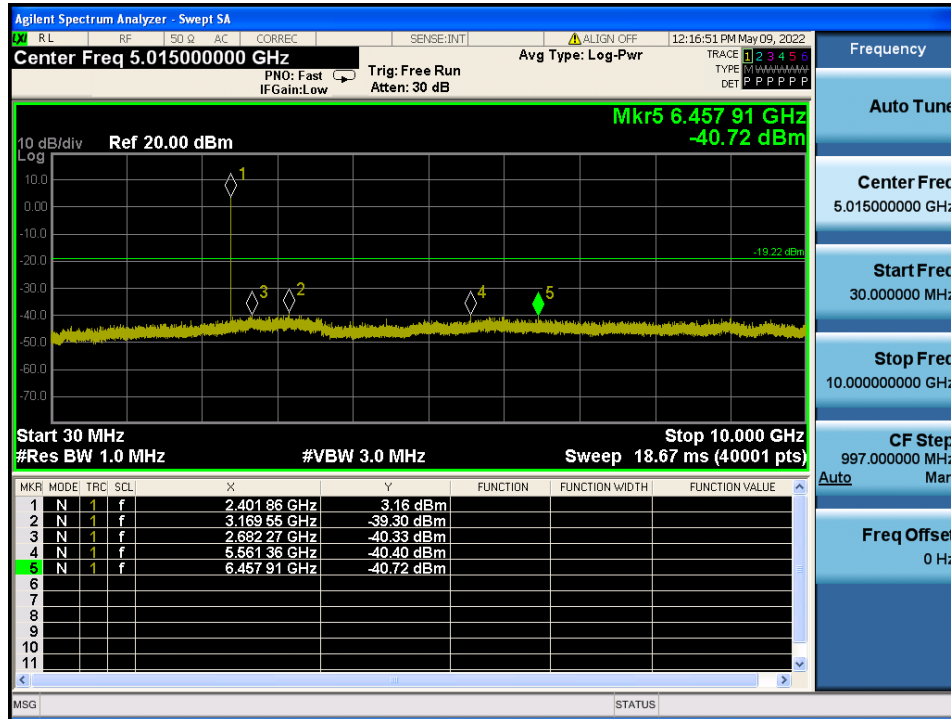 Agilent Spectrum Analyzer - Swept SA
LXI RL RF 50 Ω AC CORREC SENSE:INT ALIGN OFF 12:16:51 PM May 09, 2022
Center Freq 5.015000000 GHz
PNO: Fast
IFGain:Low
Trig: Free Run
Atten: 30 dB
Avg Type: Log-Pwr
TRACE 1 2 3 4 5 6
TYPE M
DET P P P P P P
Mkr5 6.457 91 GHz
-40.72 dBm
10 dB/div Ref 20.00 dBm
Log
10.0
0.00
-10.0
-20.0
-30.0
-40.0
-50.0
-60.0
-70.0
-19.22 dBm
1
3
2
4
5
Start 30 MHz Stop 10.000 GHz
#Res BW 1.0 MHz #VBW 3.0 MHz Sweep 18.67 ms (40001 pts)
MKR MODE TRC SCL X Y FUNCTION FUNCTION WIDTH FUNCTION VALUE
1 N 1 f 2.401 86 GHz 3.16 dBm
2 N 1 f 3.169 55 GHz -39.30 dBm
3 N 1 f 2.682 27 GHz -40.33 dBm
4 N 1 f 5.561 36 GHz -40.40 dBm
5 N 1 f 6.457 91 GHz -40.72 dBm
6
7
8
9
10
11
MSG STATUS
Frequency
Auto Tune
Center Freq
5.015000000 GHz
Start Freq
30.000000 MHz
Stop Freq
10.000000000 GHz
CF Step
997.000000 MHz
Auto Man
Freq Offset
0 Hz